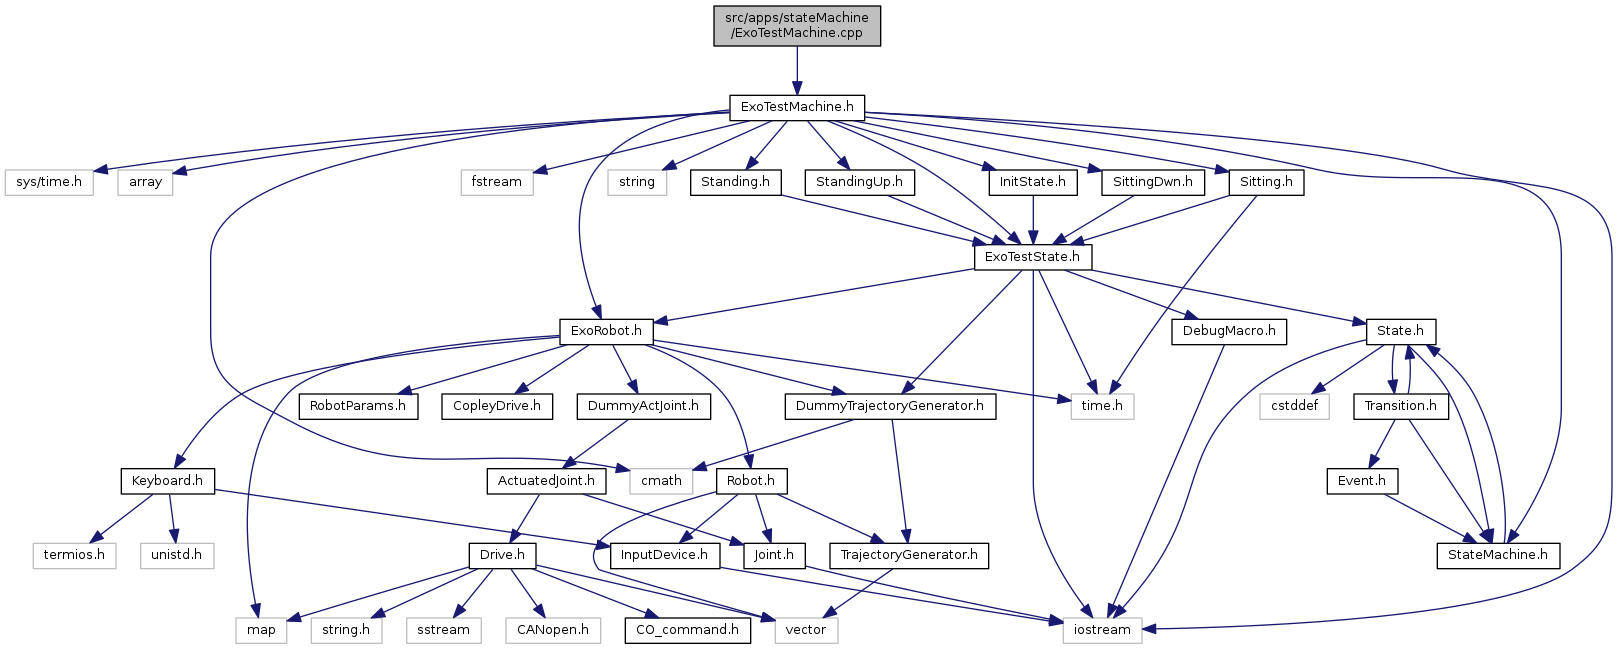 src/apps/stateMachine
/ExoTestMachine.cpp
ExoTestMachine.h
sys/time.h
array
fstream
string
Standing.h
StandingUp.h
InitState.h
SittingDwn.h
Sitting.h
ExoTestState.h
ExoRobot.h
DebugMacro.h
State.h
RobotParams.h
CopleyDrive.h
DummyActJoint.h
DummyTrajectoryGenerator.h
time.h
cstddef
Transition.h
Keyboard.h
ActuatedJoint.h
cmath
Robot.h
Event.h
termios.h
unistd.h
Drive.h
InputDevice.h
Joint.h
TrajectoryGenerator.h
StateMachine.h
map
string.h
sstream
CANopen.h
CO_command.h
vector
iostream